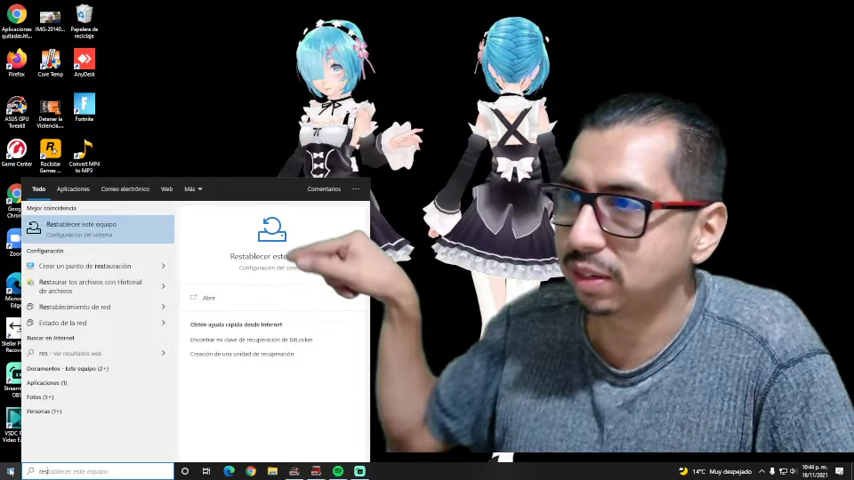 Aplicaciones
quitadas.ht...
IMG-20140...
Papelera de
reciclaje
Firefox
Core Temp
AnyDesk
ASUS GPU
TweakII
Detener la
Violencia...
Fortnite
Game Center
Rockstar
Games ...
Convert MP4
to MP3
Todo
Aplicaciones
Correo electrónico
Web
Más
Comentarios
...
Mejor coincidencia
Restablecer este equipo
Configuración del sistema
Configuración
Crear un punto de restauración
Restaurar los archivos con Historial
de archivos
Restablecimiento de red
Estado de la red
Buscar en Internet
res - Ver resultados web
Documentos - Este equipo (2+)
Aplicaciones (1)
Fotos (5+)
Personas (1+)
Restablecer este
Configuración del
Abrir
Obtén ayuda rápida desde Internet
Encontrar mi clave de recuperación de BitLocker
Creación de una unidad de recuperación
restablecer este equipo
14°C Muy despejado
10:44 p. m.
18/11/2021